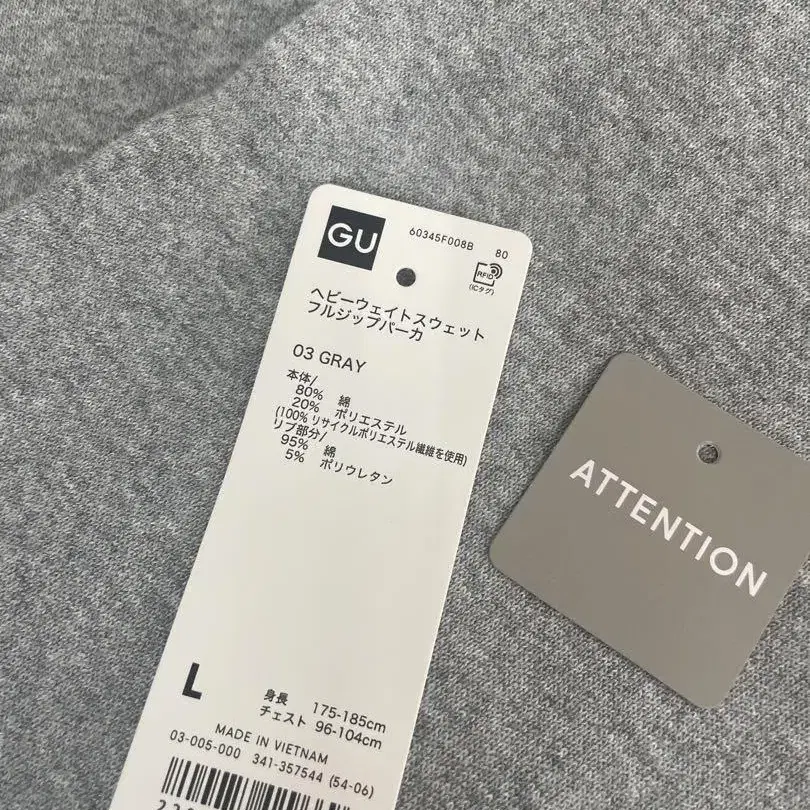 GU
60345F008B 80
RFID
(ICタグ)
ヘビーウェイトスウェット
フルジップパーカ
03 GRAY
本体/
80% 綿
20% ポリエステル
(100% リサイクルポリエステル繊維を使用)
リブ部分/
95% 綿
5% ポリウレタン
L
身長 175-185cm
チェスト 96-104cm
MADE IN VIETNAM
03-005-000 341-357544 (54-06)
ATTENTION